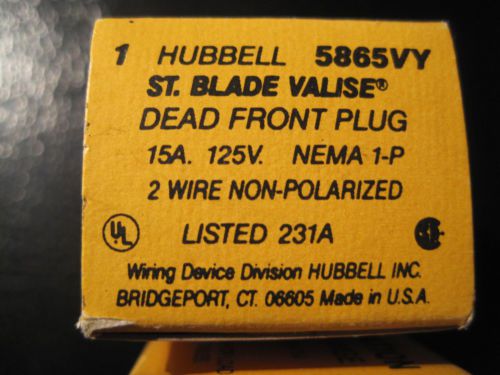 1 HUBBELL 5865VY
ST. BLADE VALISE®
DEAD FRONT PLUG
15A. 125V. NEMA 1-P
2 WIRE NON-POLARIZED
UL LISTED 231A
Wiring Device Division HUBBELL INC.
BRIDGEPORT, CT. 06605 Made in U.S.A.